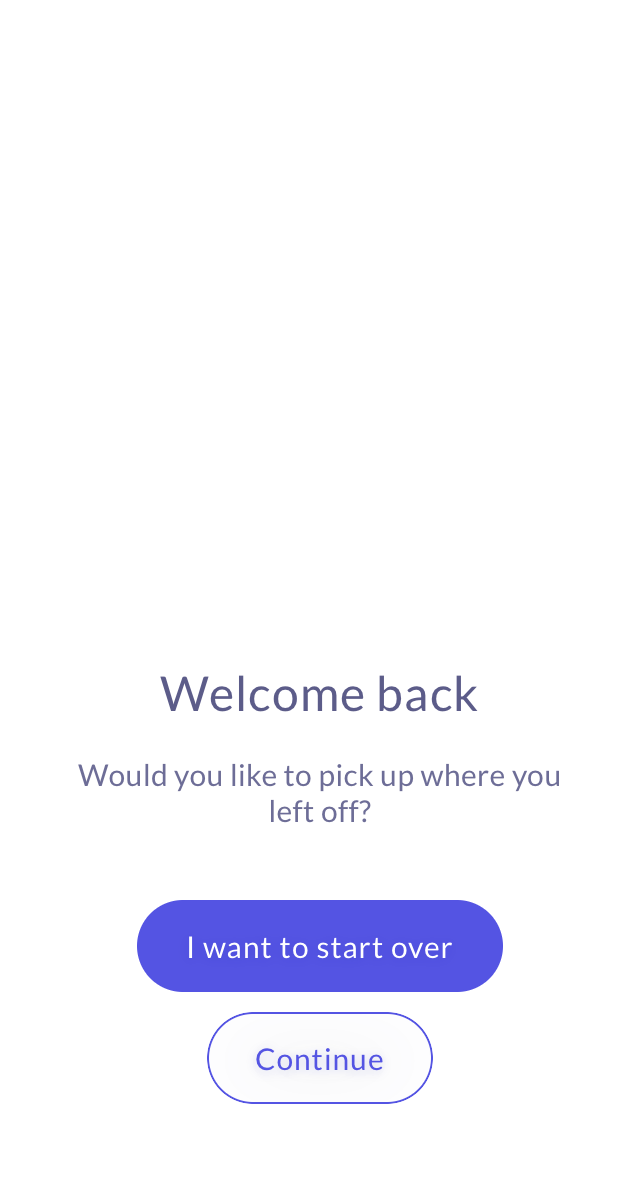 Welcome back
Would you like to pick up where you
left off?
I want to start over
Continue